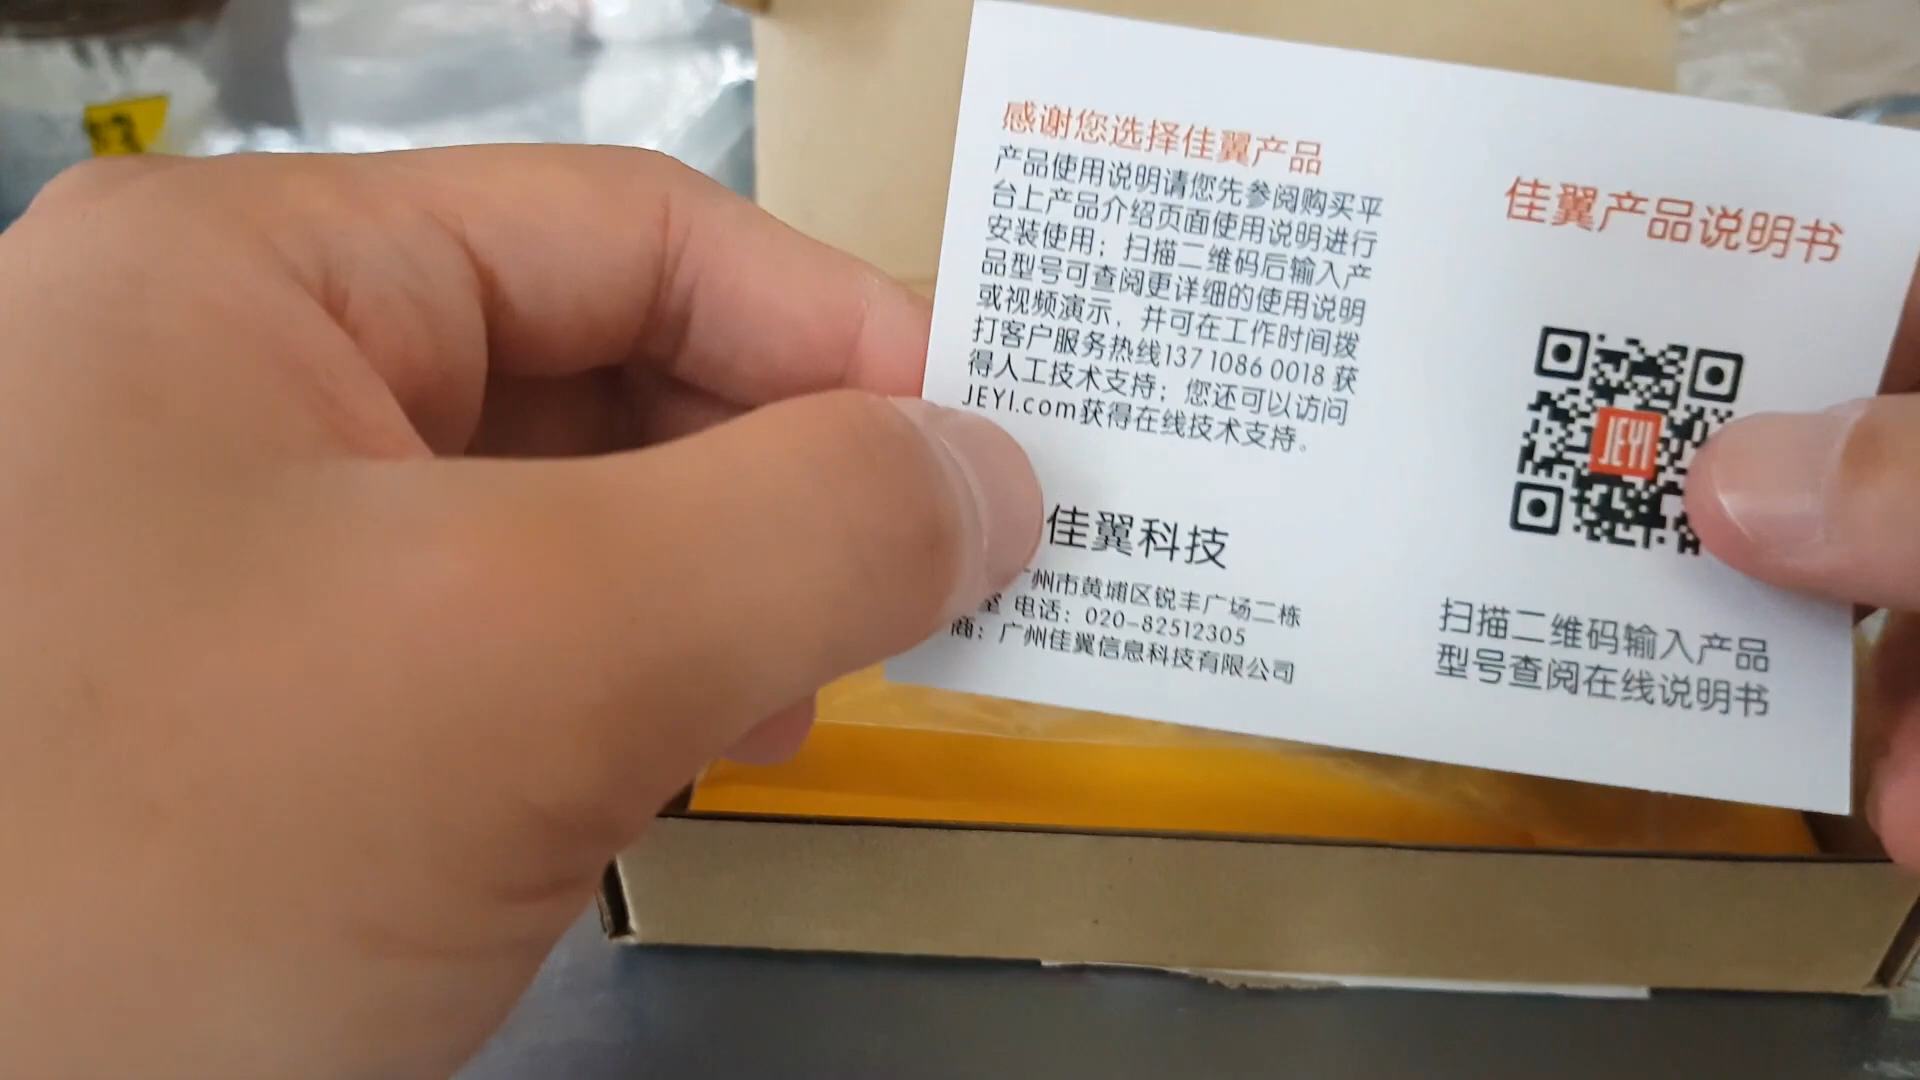 感谢您选择佳翼产品
产品使用说明请您先参阅购买平
台上产品介绍页面使用说明进行
安装使用；扫描二维码后输入产
品型号可查阅更详细的使用说明
或视频演示，并可在工作时间拨
打客户服务热线137 1086 0018 获
得人工技术支持；您还可以访问
JEYI.com获得在线技术支持。
佳翼科技
广州市黄埔区锐丰广场二栋
室 电话：020-82512305
商：广州佳翼信息科技有限公司
佳翼产品说明书
JEYI
扫描二维码输入产品
型号查阅在线说明书